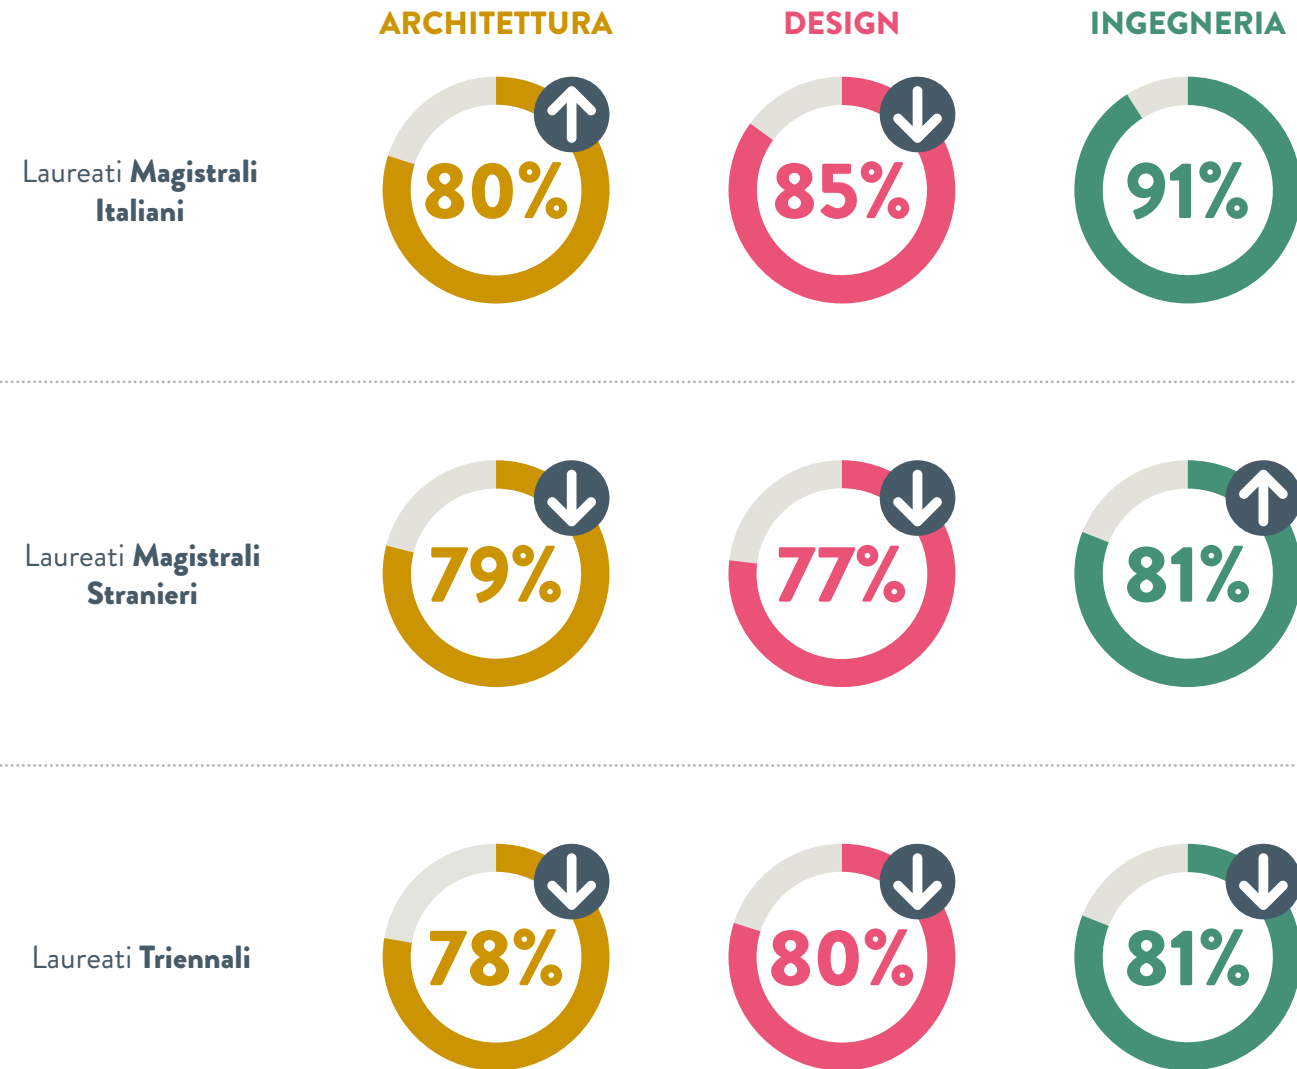 ARCHITETTURA DESIGN INGEGNERIA
Laureati Magistrali
Italiani
80% 85% 91%
Laureati Magistrali
Stranieri
79% 77% 81%
Laureati Triennali
78% 80% 81%